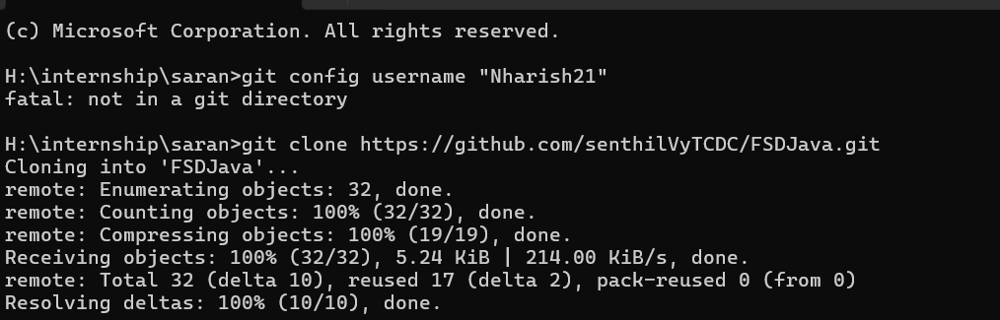 (c) Microsoft Corporation. All rights reserved.
H:\internship\saran>git config username "Nharish21"
fatal: not in a git directory
H:\internship\saran>git clone https://github.com/senthilVyTCDC/FSDJava.git
Cloning into 'FSDJava'...
remote: Enumerating objects: 32, done.
remote: Counting objects: 100% (32/32), done.
remote: Compressing objects: 100% (19/19), done.
Receiving objects: 100% (32/32), 5.24 KiB | 214.00 KiB/s, done.
remote: Total 32 (delta 10), reused 17 (delta 2), pack-reused 0 (from 0)
Resolving deltas: 100% (10/10), done.